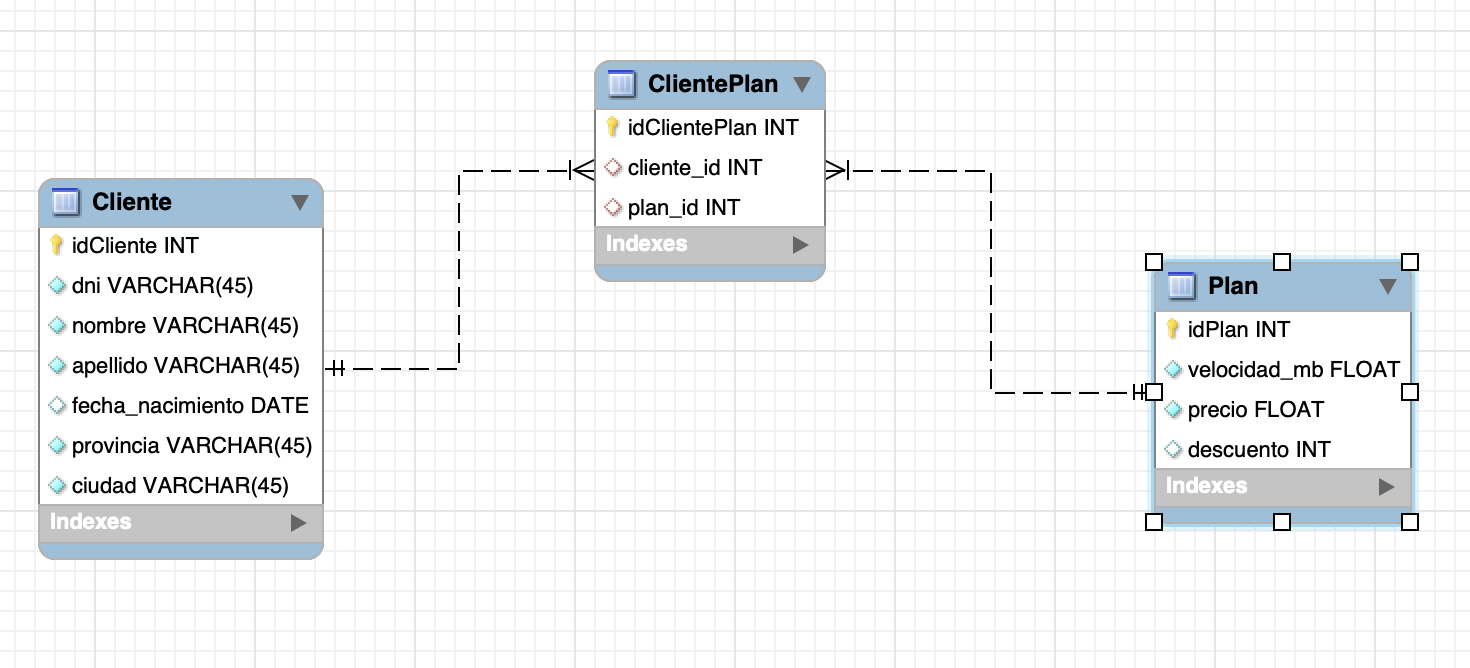 Cliente
idCliente INT
dni VARCHAR(45)
nombre VARCHAR(45)
apellido VARCHAR(45)
fecha_nacimiento DATE
provincia VARCHAR(45)
ciudad VARCHAR(45)
Indexes
ClientePlan
idClientePlan INT
cliente_id INT
plan_id INT
Indexes
Plan
idPlan INT
velocidad_mb FLOAT
precio FLOAT
descuento INT
Indexes